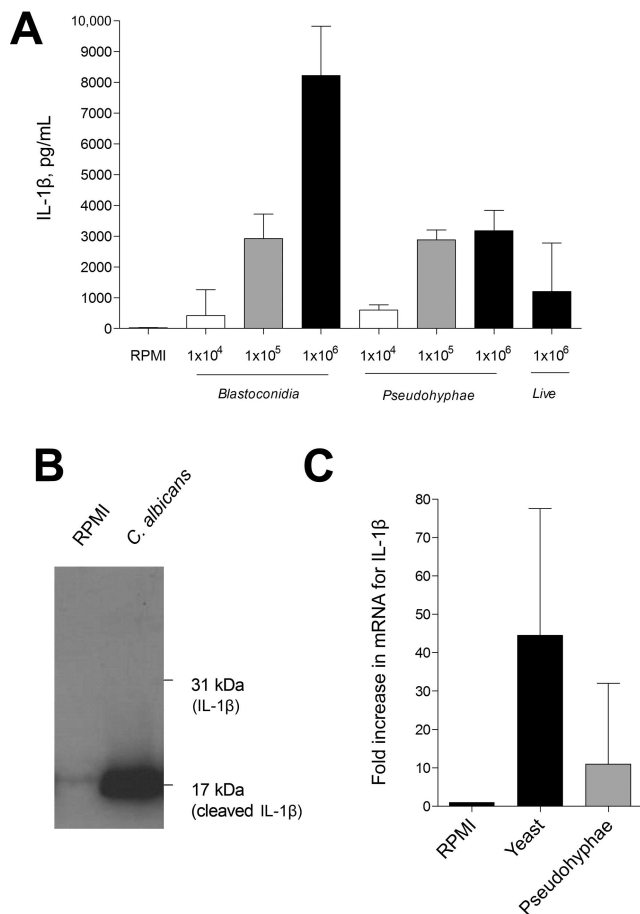 A
IL-1β, pg/mL
10,000
9000
8000
7000
6000
5000
4000
3000
2000
1000
0
RPMI 1x10⁴ 1x10⁵ 1x10⁶ 1x10⁴ 1x10⁵ 1x10⁶ 1x10⁶
Blastoconidia Pseudohyphae Live
B
RPMI
C. albicans
31 kDa
(IL-1β)
17 kDa
(cleaved IL-1β)
C
Fold increase in mRNA for IL-1β
80
70
60
50
40
30
20
10
0
RPMI
Yeast
Pseudohyphae